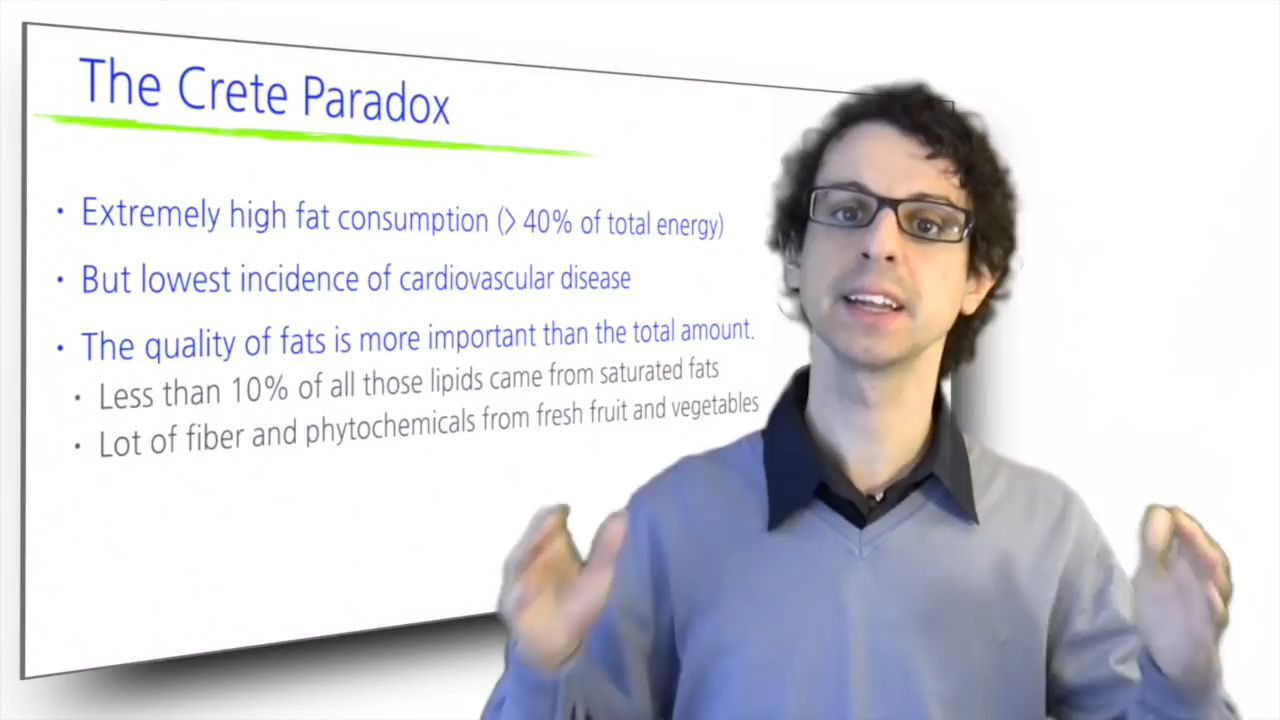 The Crete Paradox
• Extremely high fat consumption (> 40% of total energy)
• But lowest incidence of cardiovascular disease
• The quality of fats is more important than the total amount.
• Less than 10% of all those lipids came from saturated fats
• Lot of fiber and phytochemicals from fresh fruit and vegetables